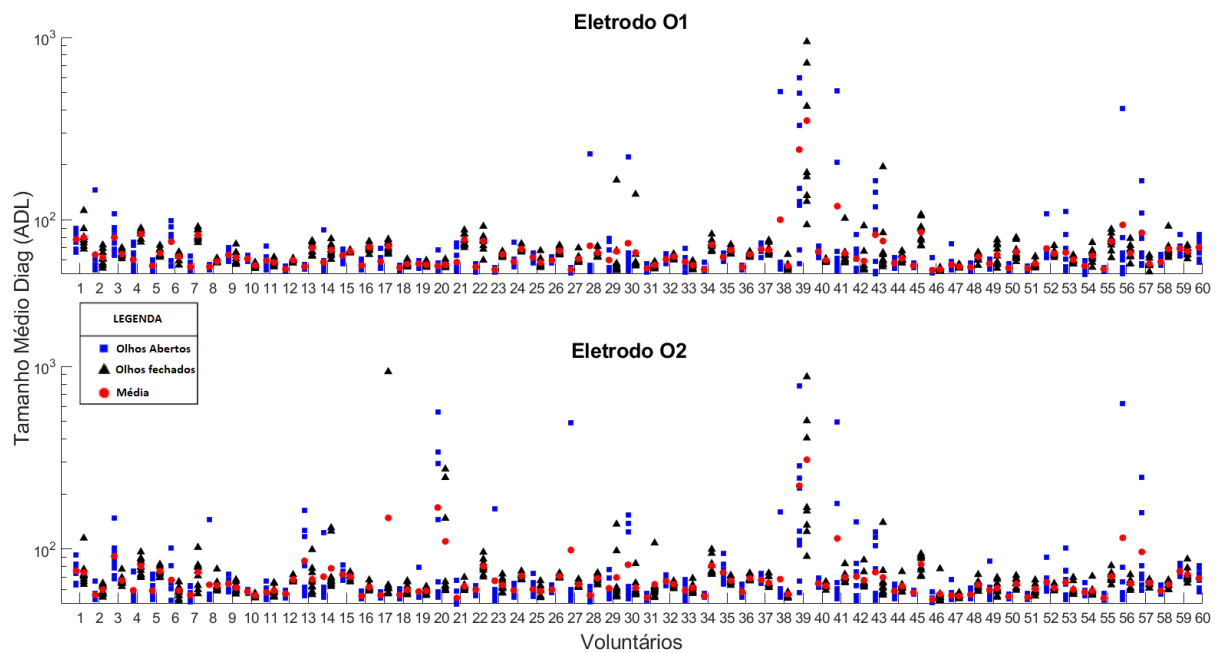 Eletrodo O1
10³
10²
1 2 3 4 5 6 7 8 9 10 11 12 13 14 15 16 17 18 19 20 21 22 23 24 25 26 27 28 29 30 31 32 33 34 35 36 37 38 39 40 41 42 43 44 45 46 47 48 49 50 51 52 53 54 55 56 57 58 59 60
Tamanho Médio Diag (ADL)
LEGENDA
Olhos Abertos
Olhos fechados
Média
Eletrodo O2
10³
10²
1 2 3 4 5 6 7 8 9 10 11 12 13 14 15 16 17 18 19 20 21 22 23 24 25 26 27 28 29 30 31 32 33 34 35 36 37 38 39 40 41 42 43 44 45 46 47 48 49 50 51 52 53 54 55 56 57 58 59 60
Voluntários